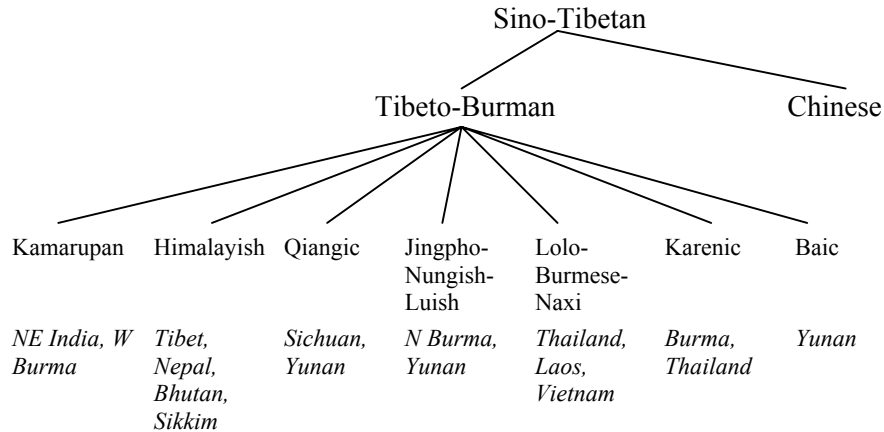 Sino-Tibetan
Tibeto-Burman
Chinese
Kamarupan
Himalayish
Qiangic
Jingpho-
Nungish-
Luish
Lolo-
Burmese-
Naxi
Karenic
Baic
NE India, W
Burma
Tibet,
Nepal,
Bhutan,
Sikkim
Sichuan,
Yunan
N Burma,
Yunan
Thailand,
Laos,
Vietnam
Burma,
Thailand
Yunan